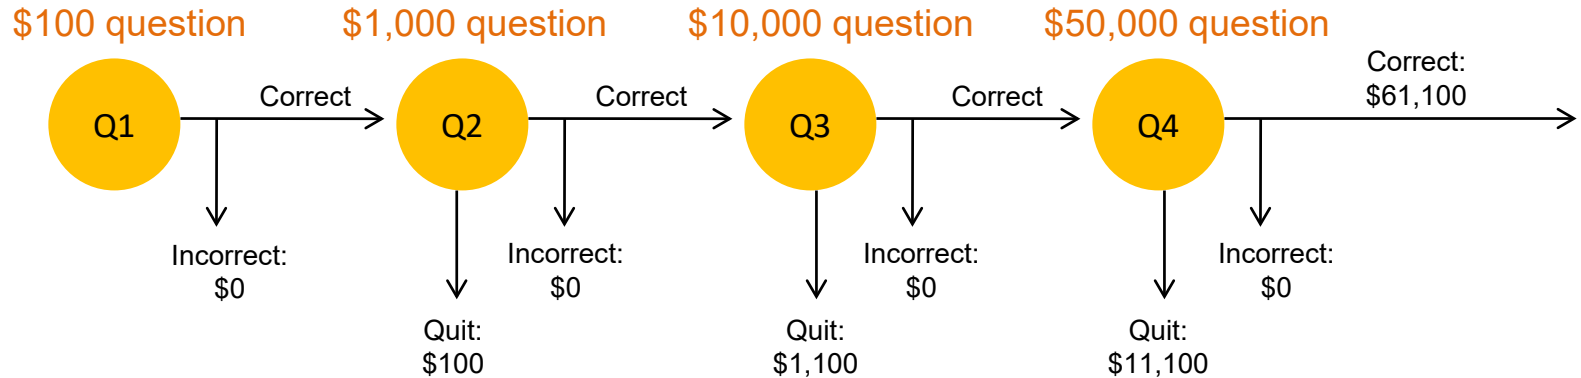 $100 question
$1,000 question
$10,000 question
$50,000 question
Q1
Correct
Q2
Correct
Q3
Correct
Q4
Correct:
$61,100
Incorrect:
$0
Incorrect:
$0
Incorrect:
$0
Incorrect:
$0
Quit:
$100
Quit:
$1,100
Quit:
$11,100